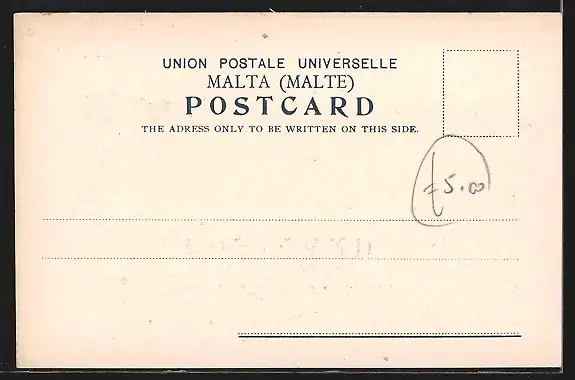 UNION POSTALE UNIVERSELLE
MALTA (MALTE)
POSTCARD
THE ADRESS ONLY TO BE WRITTEN ON THIS SIDE.
£5.00